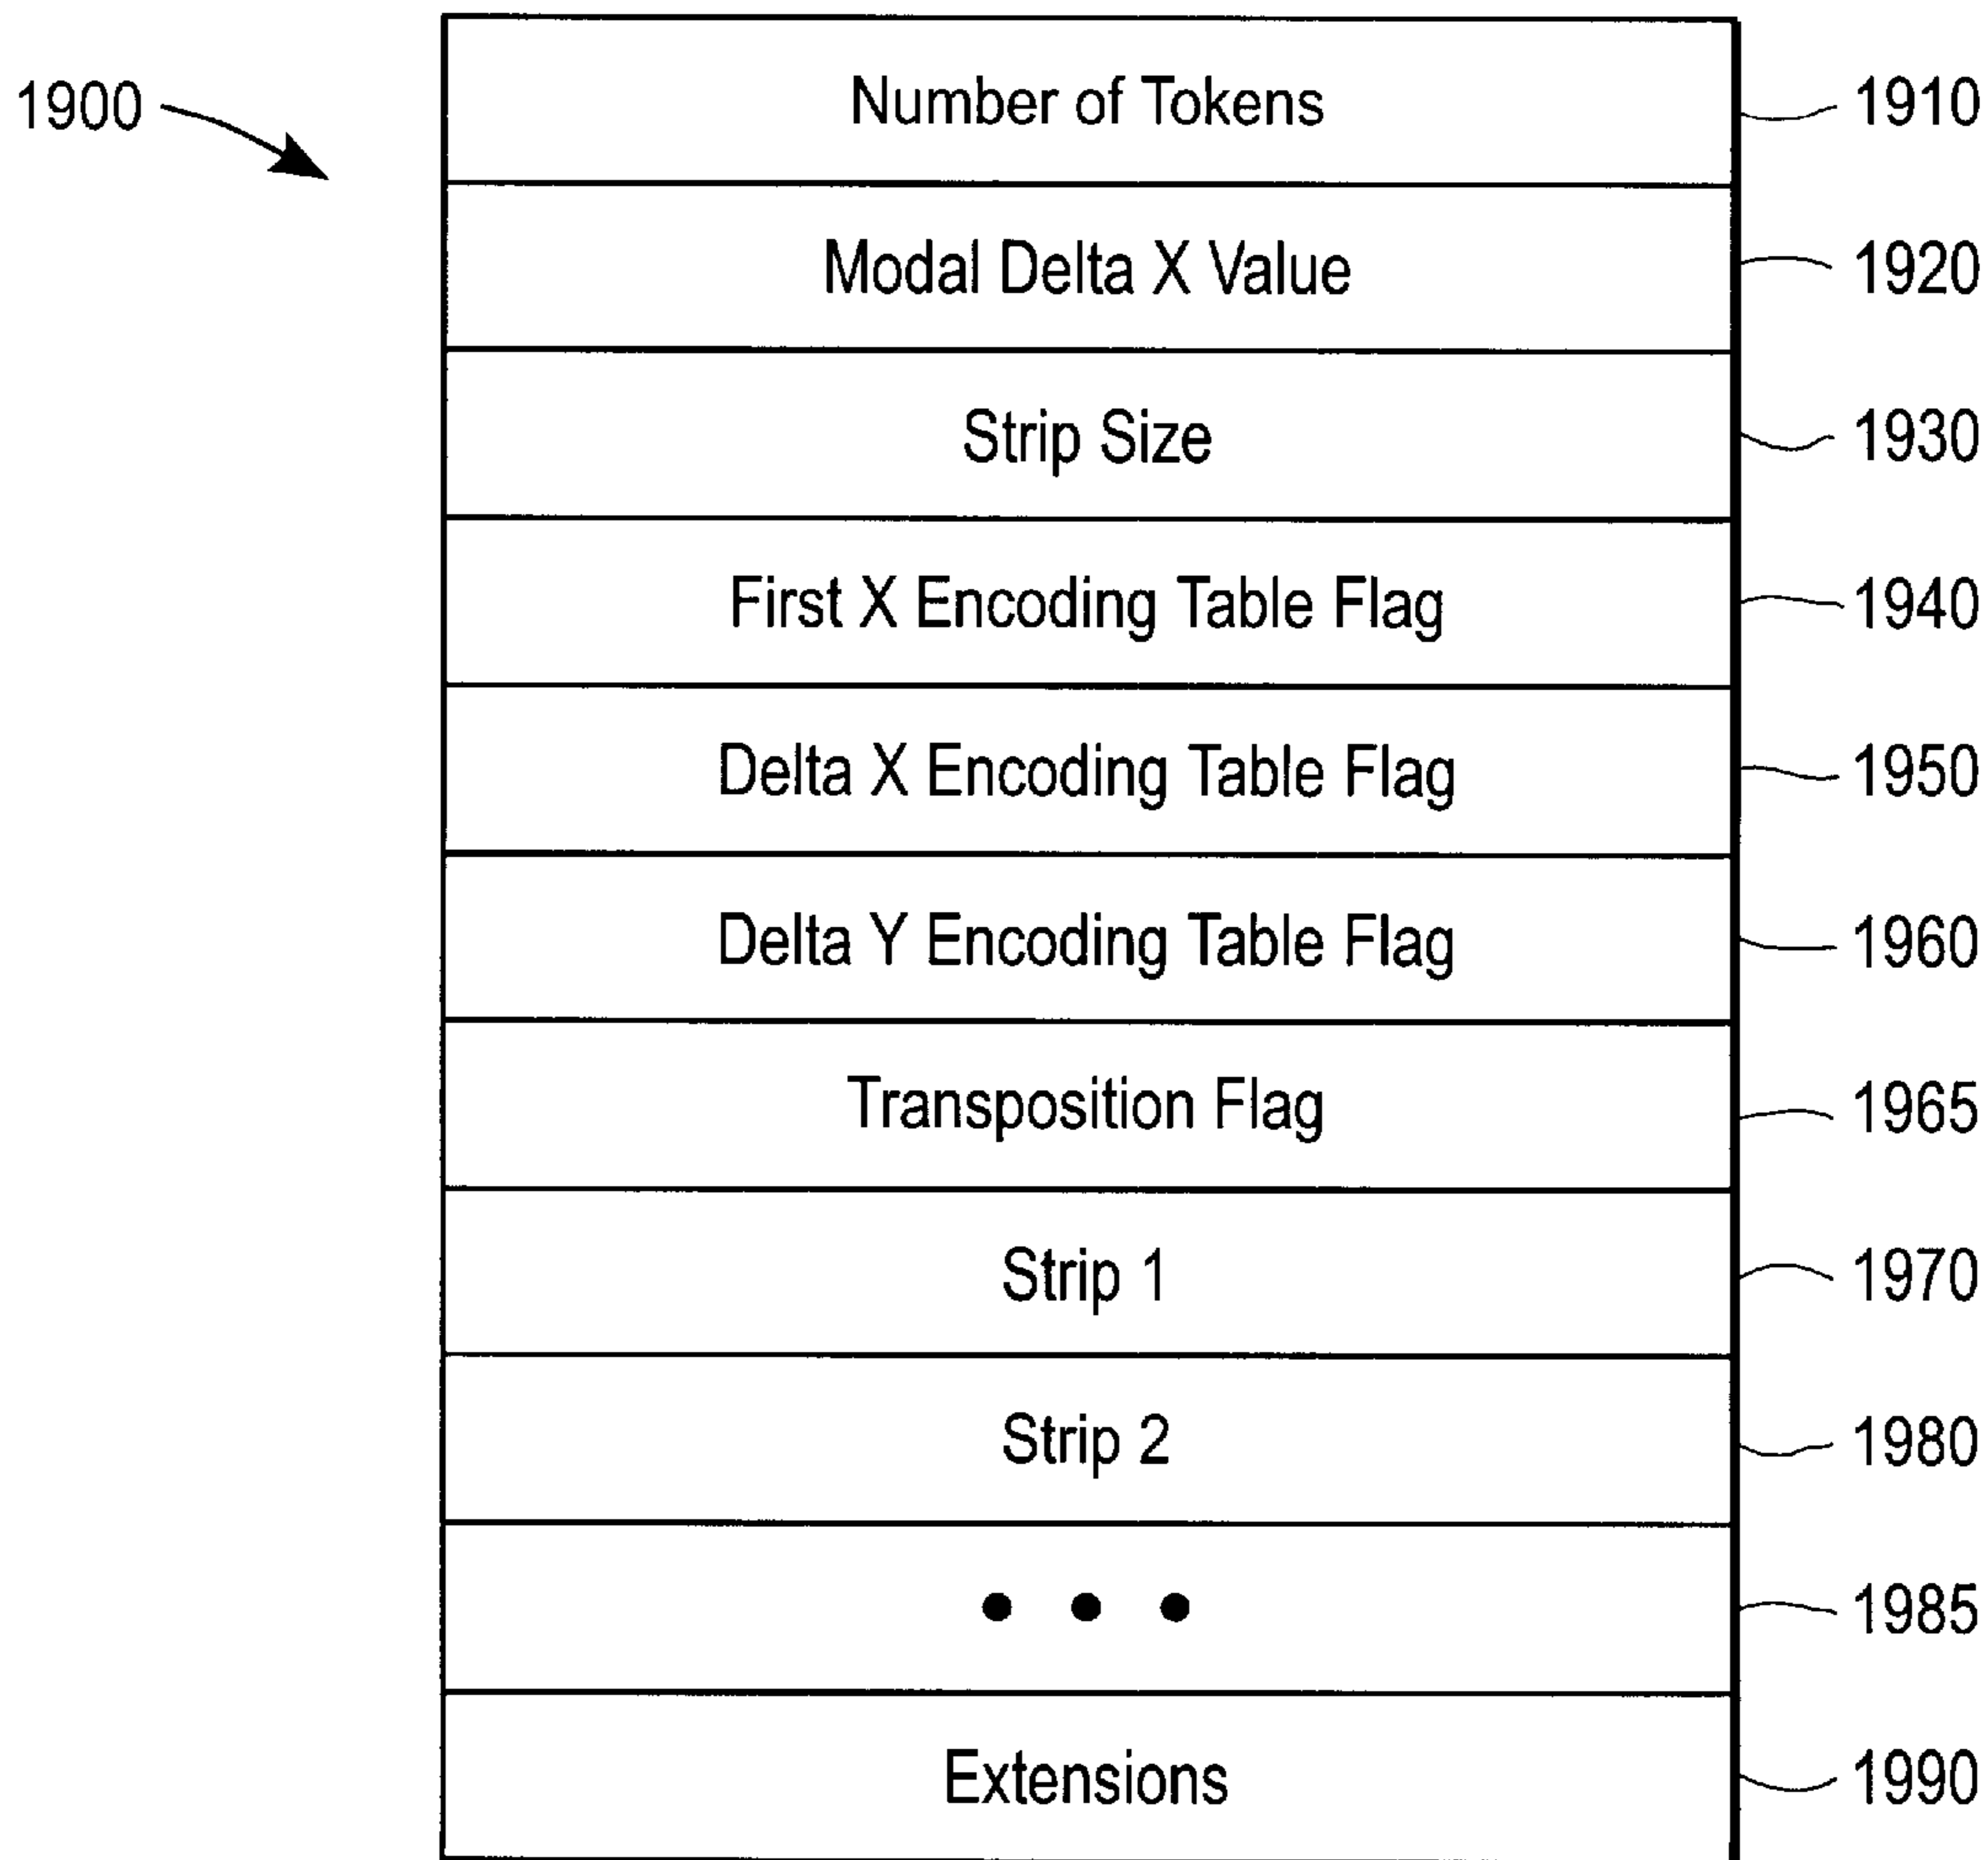 1900
Number of Tokens 1910
Modal Delta X Value 1920
Strip Size 1930
First X Encoding Table Flag 1940
Delta X Encoding Table Flag 1950
Delta Y Encoding Table Flag 1960
Transposition Flag 1965
Strip 1 1970
Strip 2 1980
• • • 1985
Extensions 1990